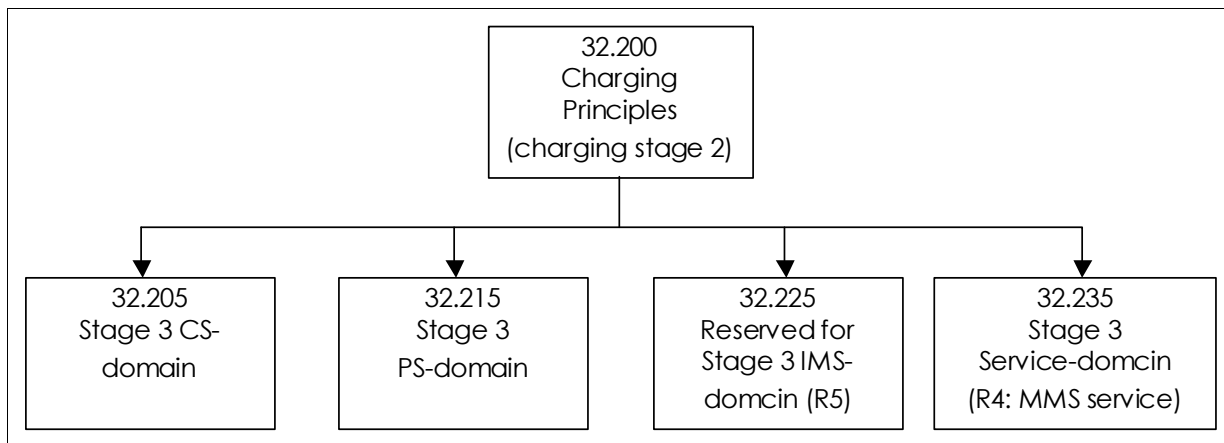 32.200
Charging
Principles
(charging stage 2)
32.205
Stage 3 CS-
domain
32.215
Stage 3
PS-domain
32.225
Reserved for
Stage 3 IMS-
domcin (R5)
32.235
Stage 3
Service-domcin
(R4: MMS service)